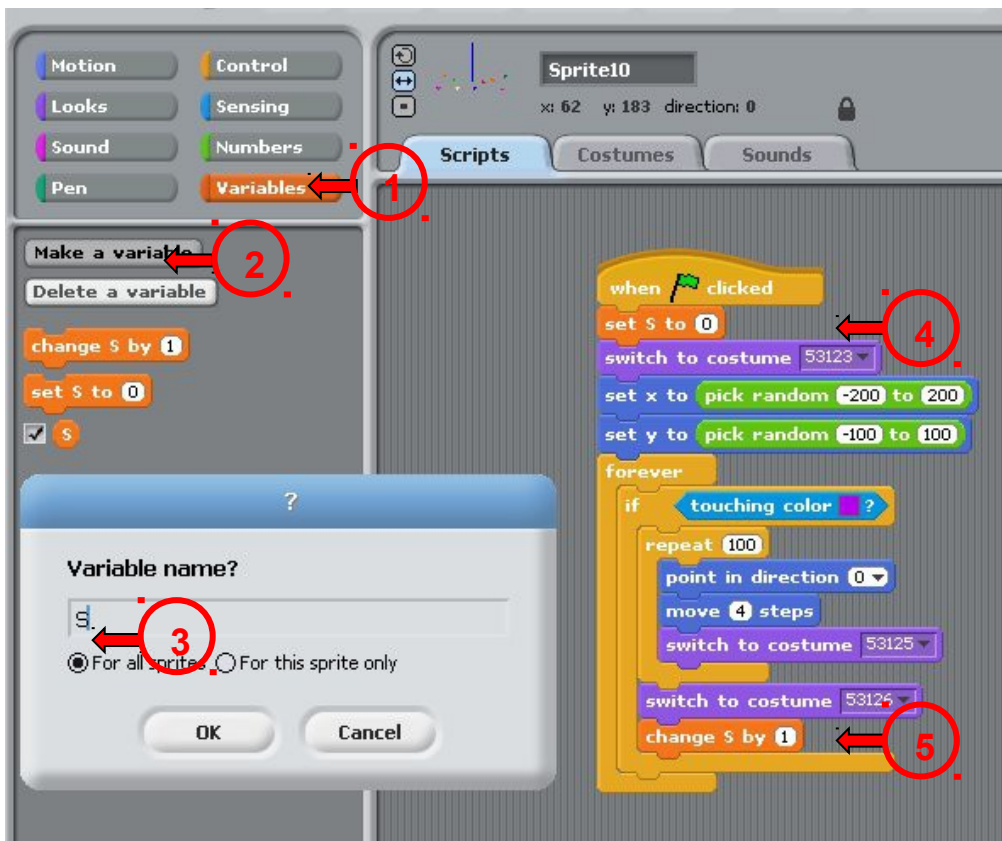 Motion
Control
Looks
Sensing
Sound
Numbers
Pen
Variables
1
Make a variable
2
Delete a variable
change S by 1
set S to 0
S
?
Variable name?
S
3
For all sprites
For this sprite only
OK
Cancel
Sprite10
x: 62 y: 183 direction: 0
Scripts
Costumes
Sounds
when clicked
set S to 0
4
switch to costume 53123
set x to pick random -200 to 200
set y to pick random -100 to 100
forever
if touching color ?
repeat 100
point in direction 0
move 4 steps
switch to costume 53125
switch to costume 53126
change S by 1
5